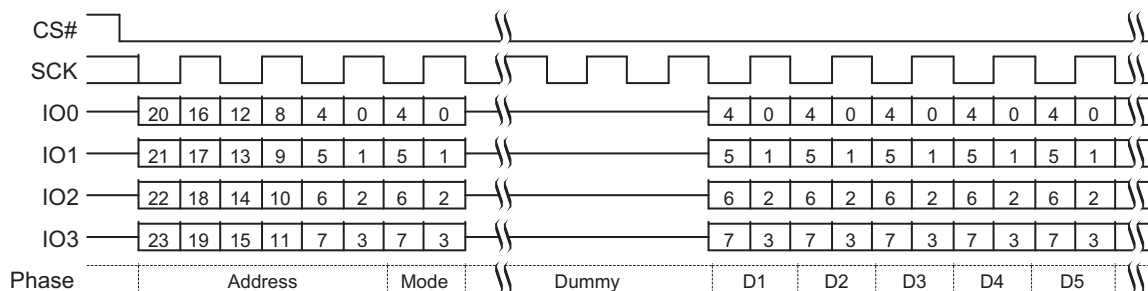 CS#
SCK
IO0 20 16 12 8 4 0 4 0 4 0 4 0 4 0 4 0 4 0
IO1 21 17 13 9 5 1 5 1 5 1 5 1 5 1 5 1 5 1
IO2 22 18 14 10 6 2 6 2 6 2 6 2 6 2 6 2 6 2
IO3 23 19 15 11 7 3 7 3 7 3 7 3 7 3 7 3 7 3
Phase Address Mode Dummy D1 D2 D3 D4 D5